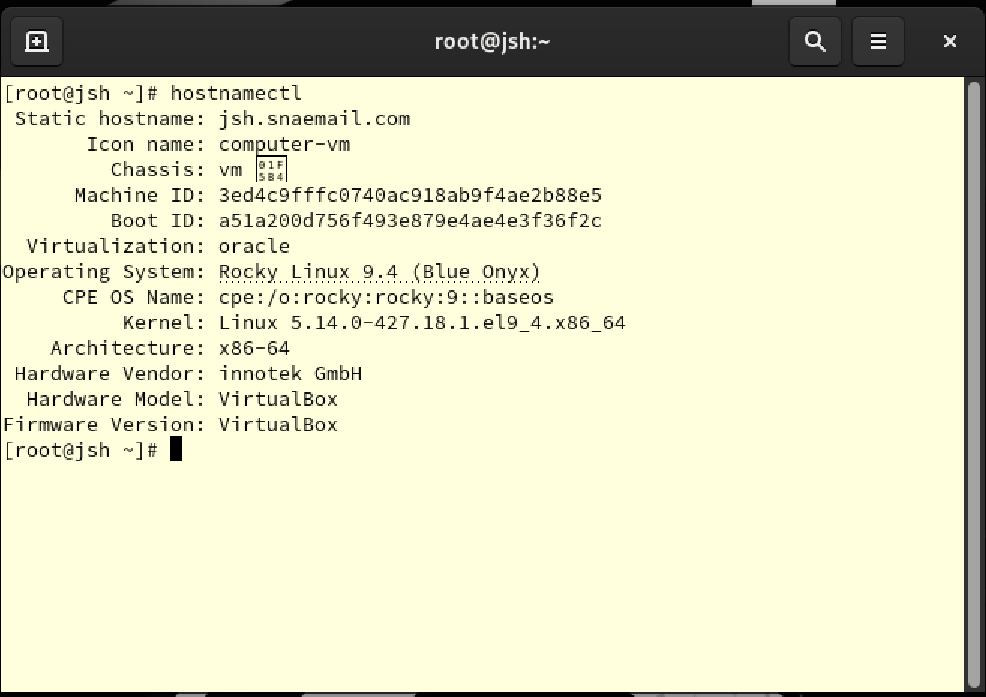 root@jsh:~
[root@jsh ~]# hostnamectl
Static hostname: jsh.snaemail.com
Icon name: computer-vm
Chassis: vm 🖴
Machine ID: 3ed4c9fffc0740ac918ab9f4ae2b88e5
Boot ID: a51a200d756f493e879e4ae4e3f36f2c
Virtualization: oracle
Operating System: Rocky Linux 9.4 (Blue Onyx)
CPE OS Name: cpe:/o:rocky:rocky:9::baseos
Kernel: Linux 5.14.0-427.18.1.el9_4.x86_64
Architecture: x86-64
Hardware Vendor: innotek GmbH
Hardware Model: VirtualBox
Firmware Version: VirtualBox
[root@jsh ~]#